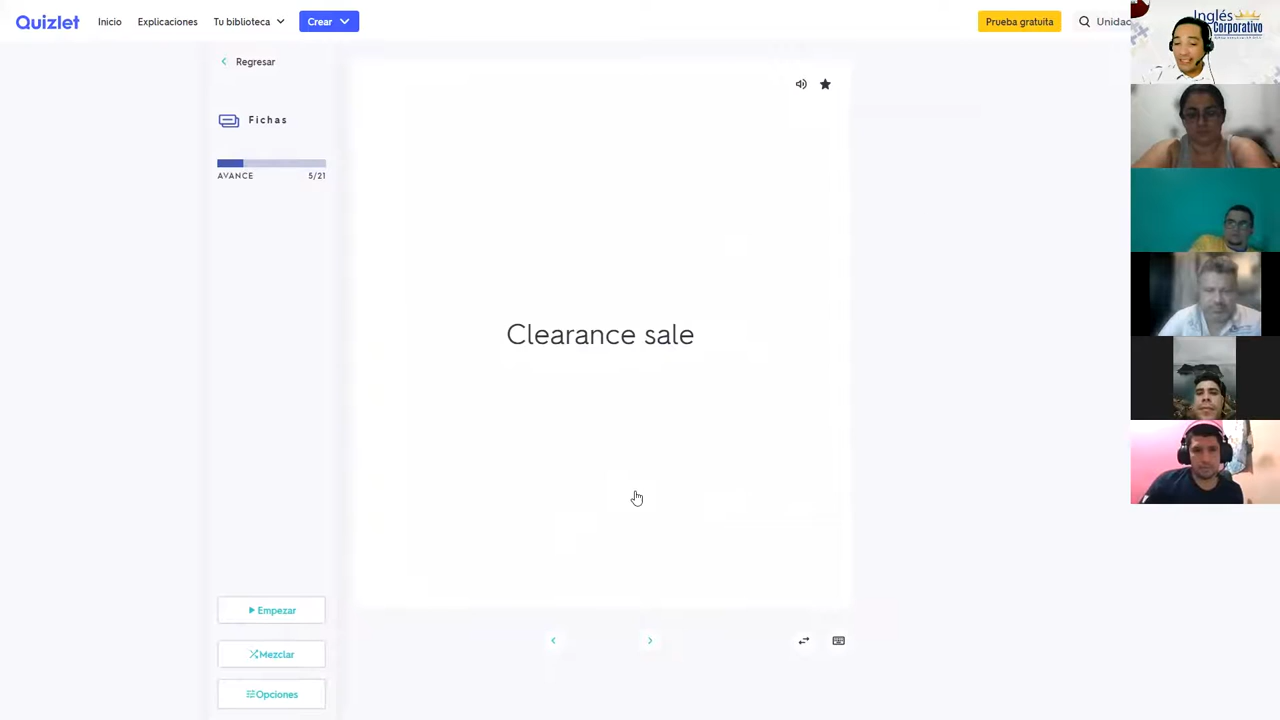 Quizlet
Inicio
Explicaciones
Tu biblioteca
Crear
Prueba gratuita
Inglés
Corporativo
Regresar
Fichas
AVANCE
5/21
Clearance sale
Empezar
Mezclar
Opciones